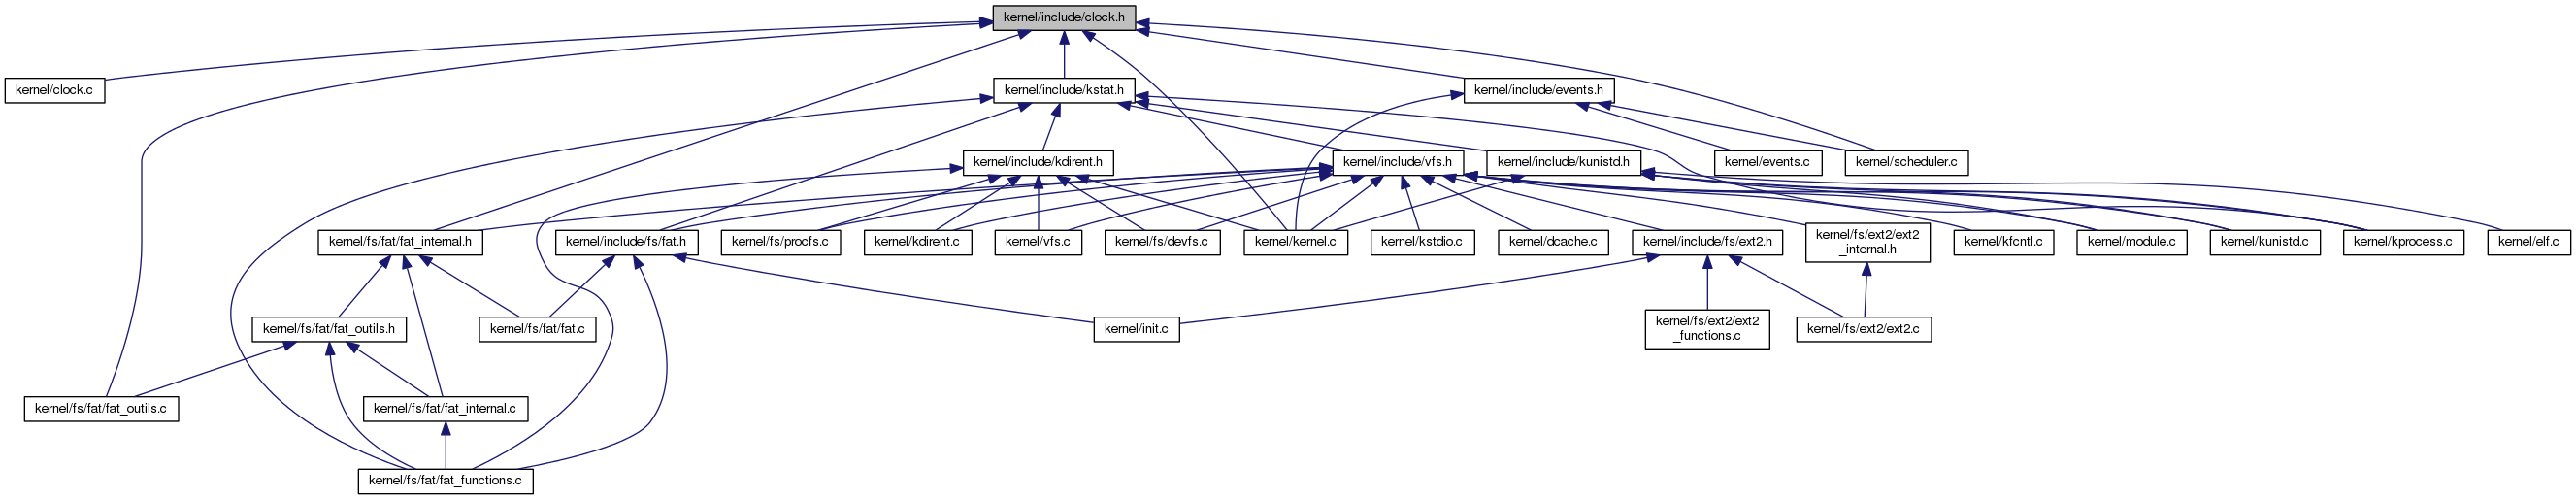 kernel/include/clock.h
kernel/clock.c
kernel/include/kstat.h
kernel/include/events.h
kernel/include/kdirent.h
kernel/include/vfs.h
kernel/include/kunistd.h
kernel/events.c
kernel/scheduler.c
kernel/fs/fat/fat_internal.h
kernel/include/fs/fat.h
kernel/fs/procfs.c
kernel/kdirent.c
kernel/vfs.c
kernel/fs/devfs.c
kernel/kernel.c
kernel/kstdio.c
kernel/dcache.c
kernel/include/fs/ext2.h
kernel/fs/ext2/ext2
_internal.h
kernel/kfcntl.c
kernel/module.c
kernel/kunistd.c
kernel/kprocess.c
kernel/elf.c
kernel/fs/fat/fat_outils.h
kernel/fs/fat/fat.c
kernel/init.c
kernel/fs/ext2/ext2
_functions.c
kernel/fs/ext2/ext2.c
kernel/fs/fat/fat_outils.c
kernel/fs/fat/fat_internal.c
kernel/fs/fat/fat_functions.c